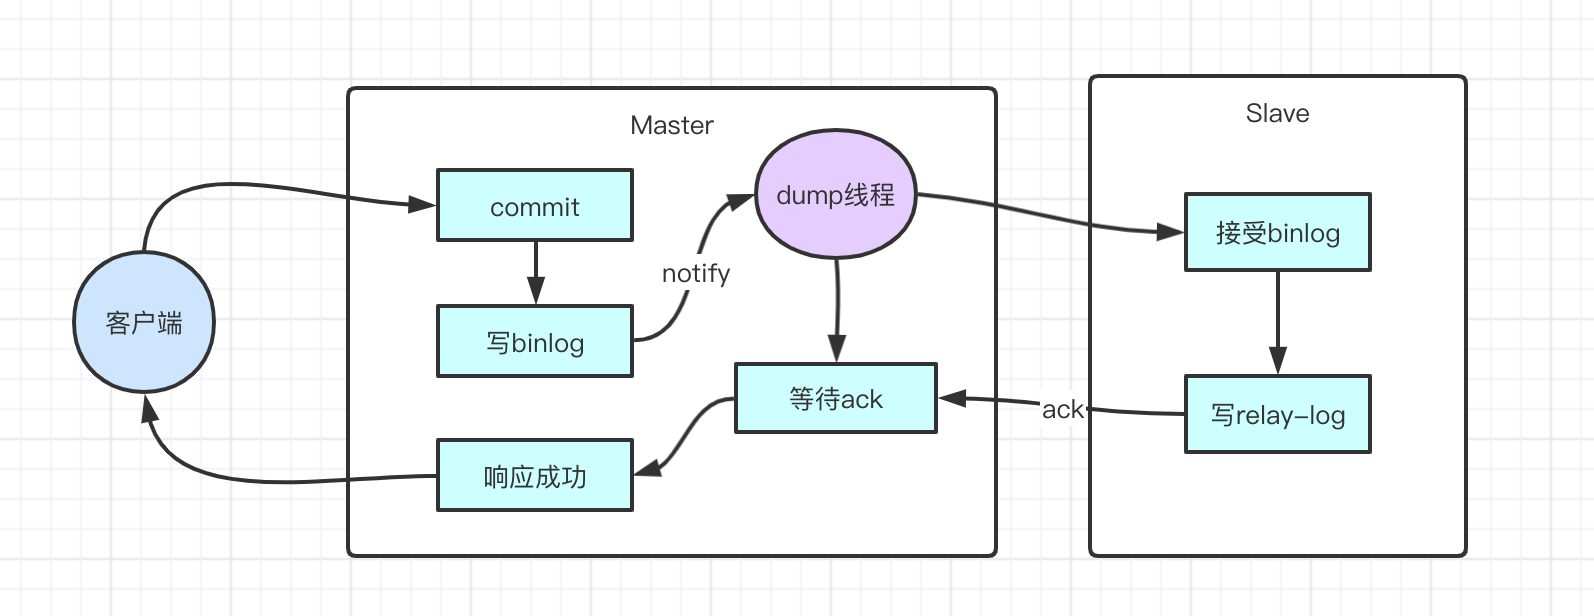 Master
Slave
commit
dump线程
接受binlog
notify
客户端
写binlog
等待ack
ack
写relay-log
响应成功